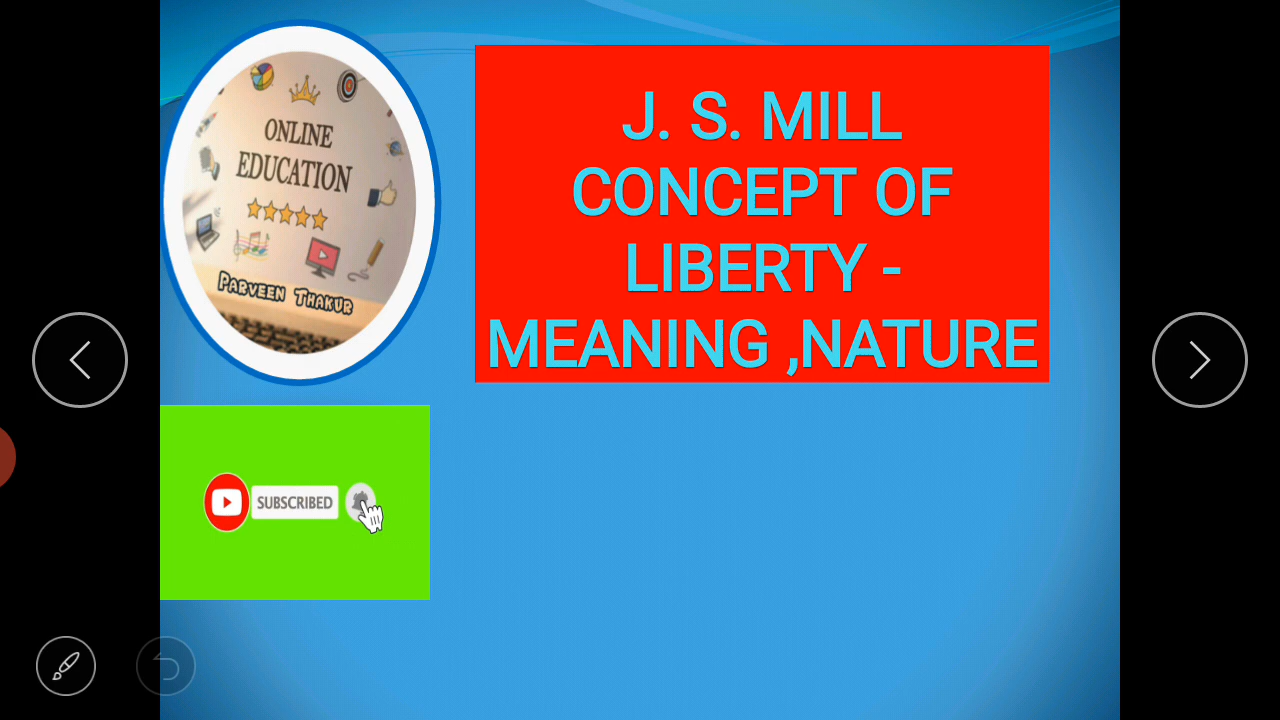 ONLINE
EDUCATION
PARVEEN THAKUR
J. S. MILL
CONCEPT OF
LIBERTY -
MEANING ,NATURE
SUBSCRIBED